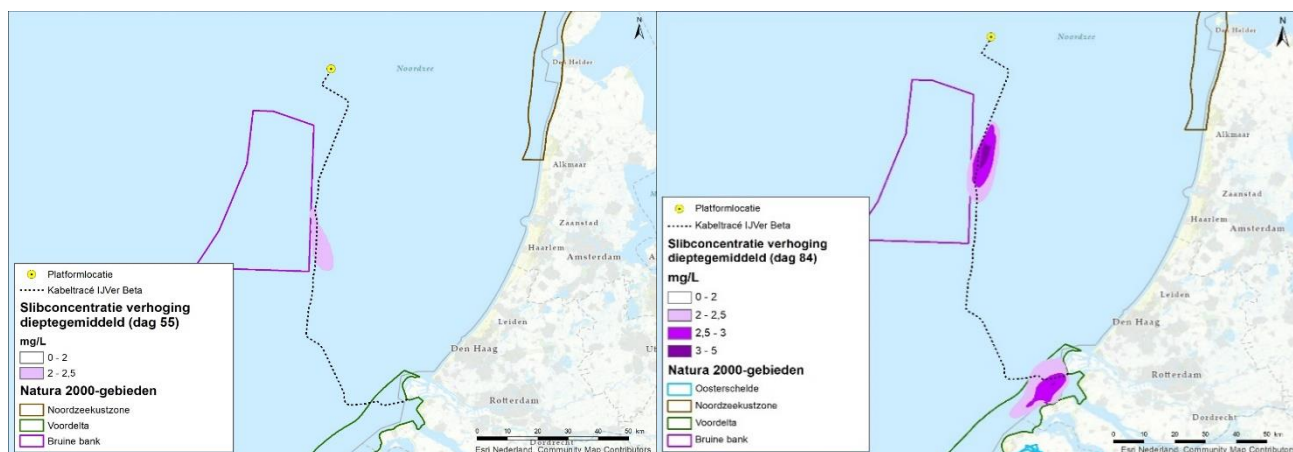 Noordzee
N
Den Helder
Alkmaar
Zaanstad
Haarlem
Amsterdam
Leiden
Den Haag
Ut
Rotterdam
Dordrecht
Platformlocatie
Kabeltracé IJVer Beta
Slibconcentratie verhoging
dieptegemiddeld (dag 55)
mg/L
0 - 2
2 - 2,5
Natura 2000-gebieden
Noordzeekustzone
Voordelta
Bruine bank
0 10 20 30 40 50 km
Esri Nederland, Community Map Contributors
Noordzee
N
Den Helder
Alkmaar
Zaanstad
Haarlem
Amsterdam
Leiden
Den Haag
Rotterdam
Dordrecht
Platformlocatie
Kabeltracé IJVer Beta
Slibconcentratie verhoging
dieptegemiddeld (dag 84)
mg/L
0 - 2
2 - 2,5
2,5 - 3
3 - 5
Natura 2000-gebieden
Oosterschelde
Noordzeekustzone
Voordelta
Bruine bank
0 10 20 30 40 50 km
Esri Nederland, Community Map Contributors